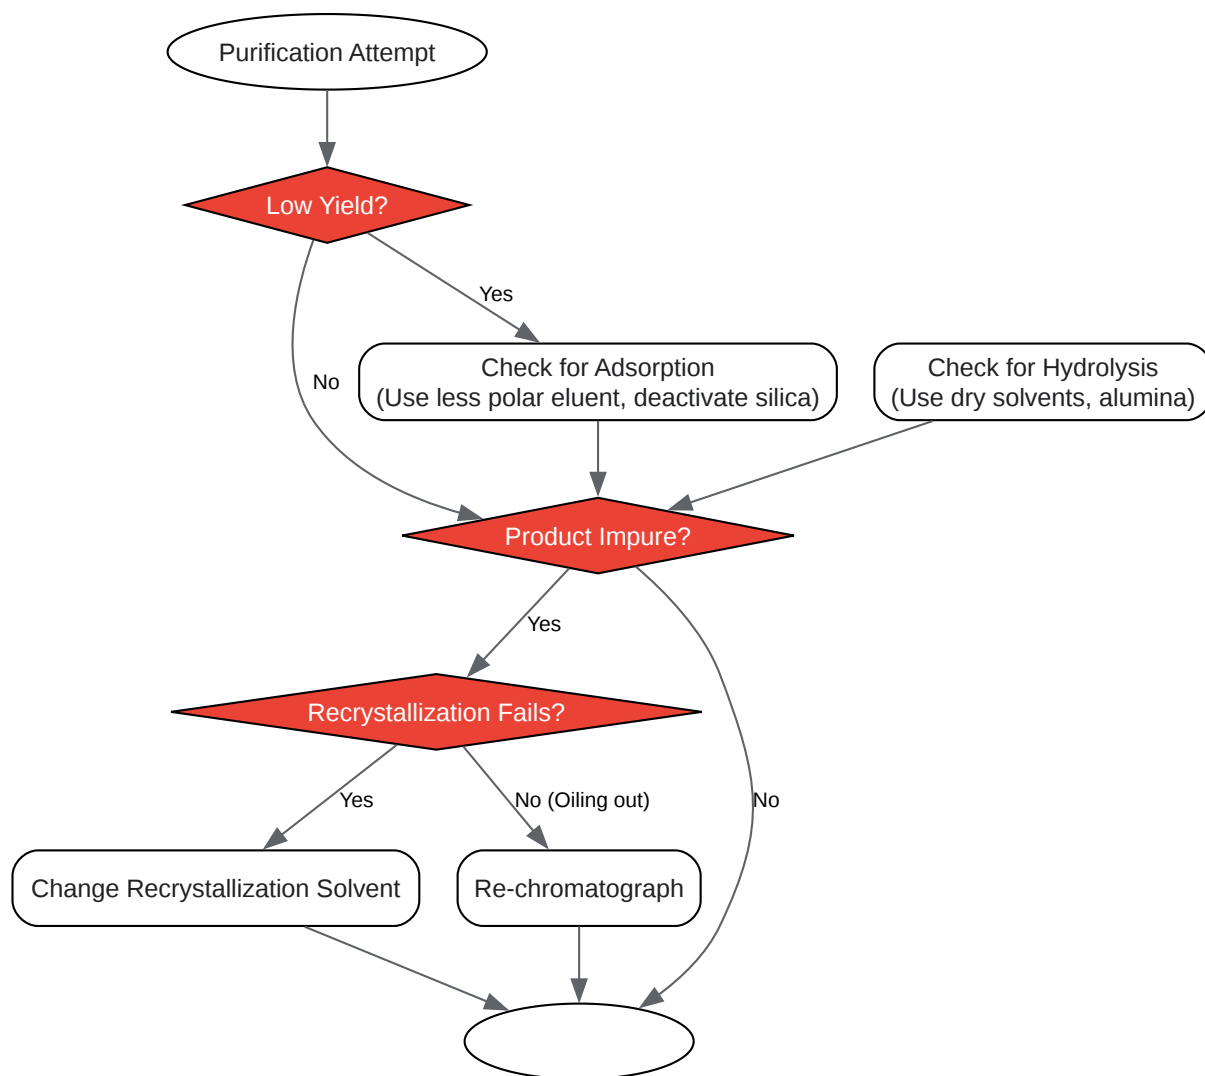 Purification Attempt
Low Yield?
Yes
No
Check for Adsorption
(Use less polar eluent, deactivate silica)
Check for Hydrolysis
(Use dry solvents, alumina)
Product Impure?
Yes
Recrystallization Fails?
Yes
No (Oiling out)
No
Change Recrystallization Solvent
Re-chromatograph